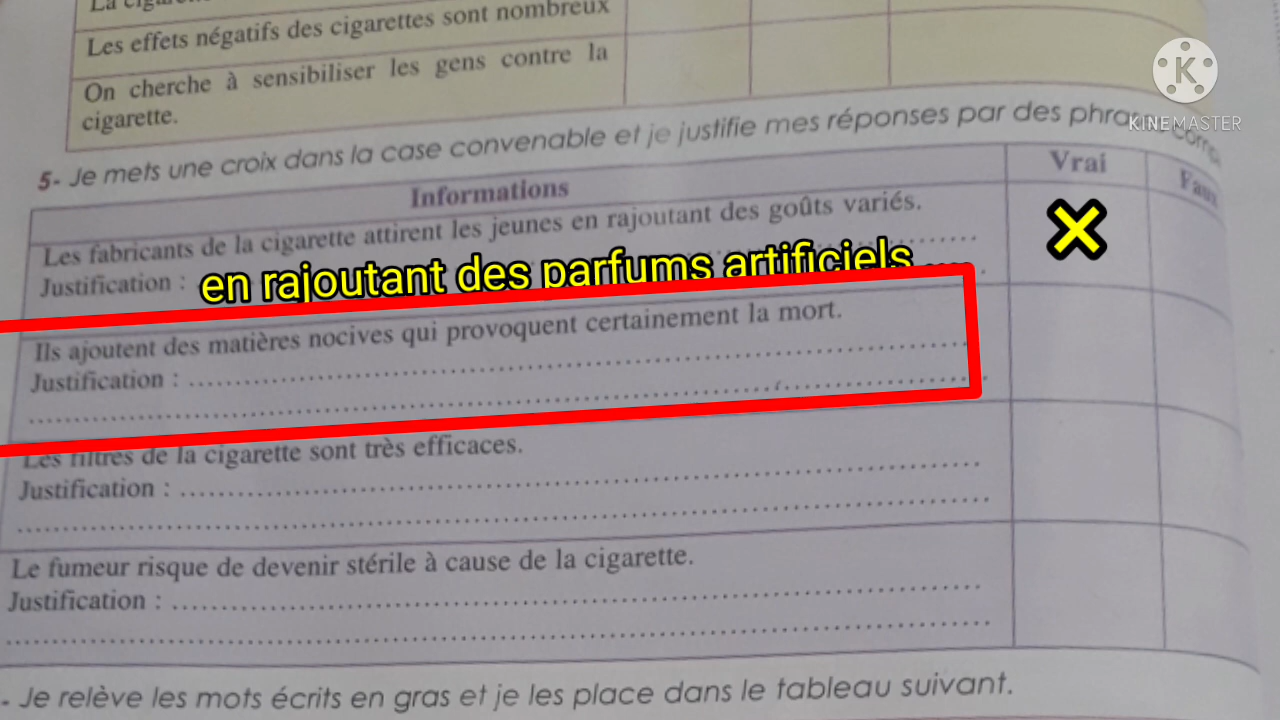 Les effets négatifs des cigarettes sont nombreux
On cherche à sensibiliser les gens contre la
cigarette.
KINEMASTER
5- Je mets une croix dans la case convenable et je justifie mes réponses par des
Informations Vrai Faux
Les fabricants de la cigarette attirent les jeunes en rajoutant des goûts variés.
Justification :
en rajoutant des parfums artificiels
Ils ajoutent des matières nocives qui provoquent certainement la mort.
Justification :
Les filtres de la cigarette sont très efficaces.
Justification :
Le fumeur risque de devenir stérile à cause de la cigarette.
Justification :
- Je relève les mots écrits en gras et je les place dans le tableau suivant.